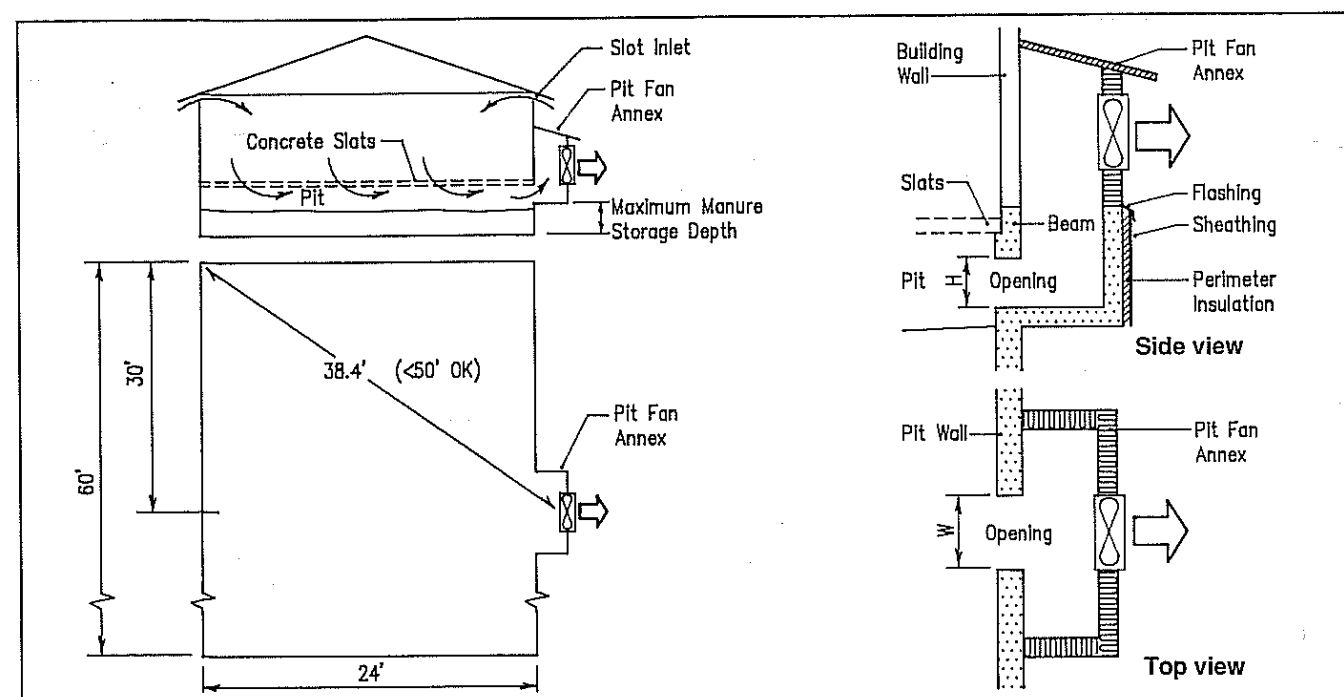 Slot Inlet
Pit Fan
Annex
Concrete Slats
Pit
Maximum Manure
Storage Depth
60'
30'
38.4' (<50' OK)
Pit Fan
Annex
24'
Building
Wall
Pit Fan
Annex
Slats
Beam
Flashing
Sheathing
Pit
H
Opening
Perimeter
Insulation
Side view
Pit Wall
Pit Fan
Annex
W
Opening
Top view